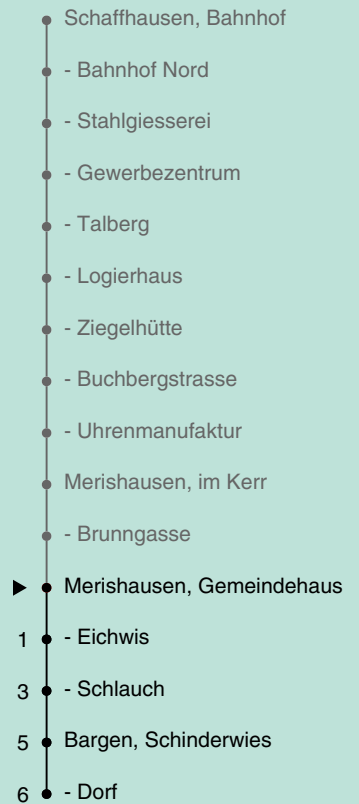 Schaffhausen, Bahnhof
- Bahnhof Nord
- Stahlgiesserei
- Gewerbezentrum
- Talberg
- Logierhaus
- Ziegelhütte
- Buchbergstrasse
- Uhrenmanufaktur
Merishausen, im Kerr
- Brunngasse
Merishausen, Gemeindehaus
1 - Eichwis
3 - Schlauch
5 Bargen, Schinderwies
6 - Dorf